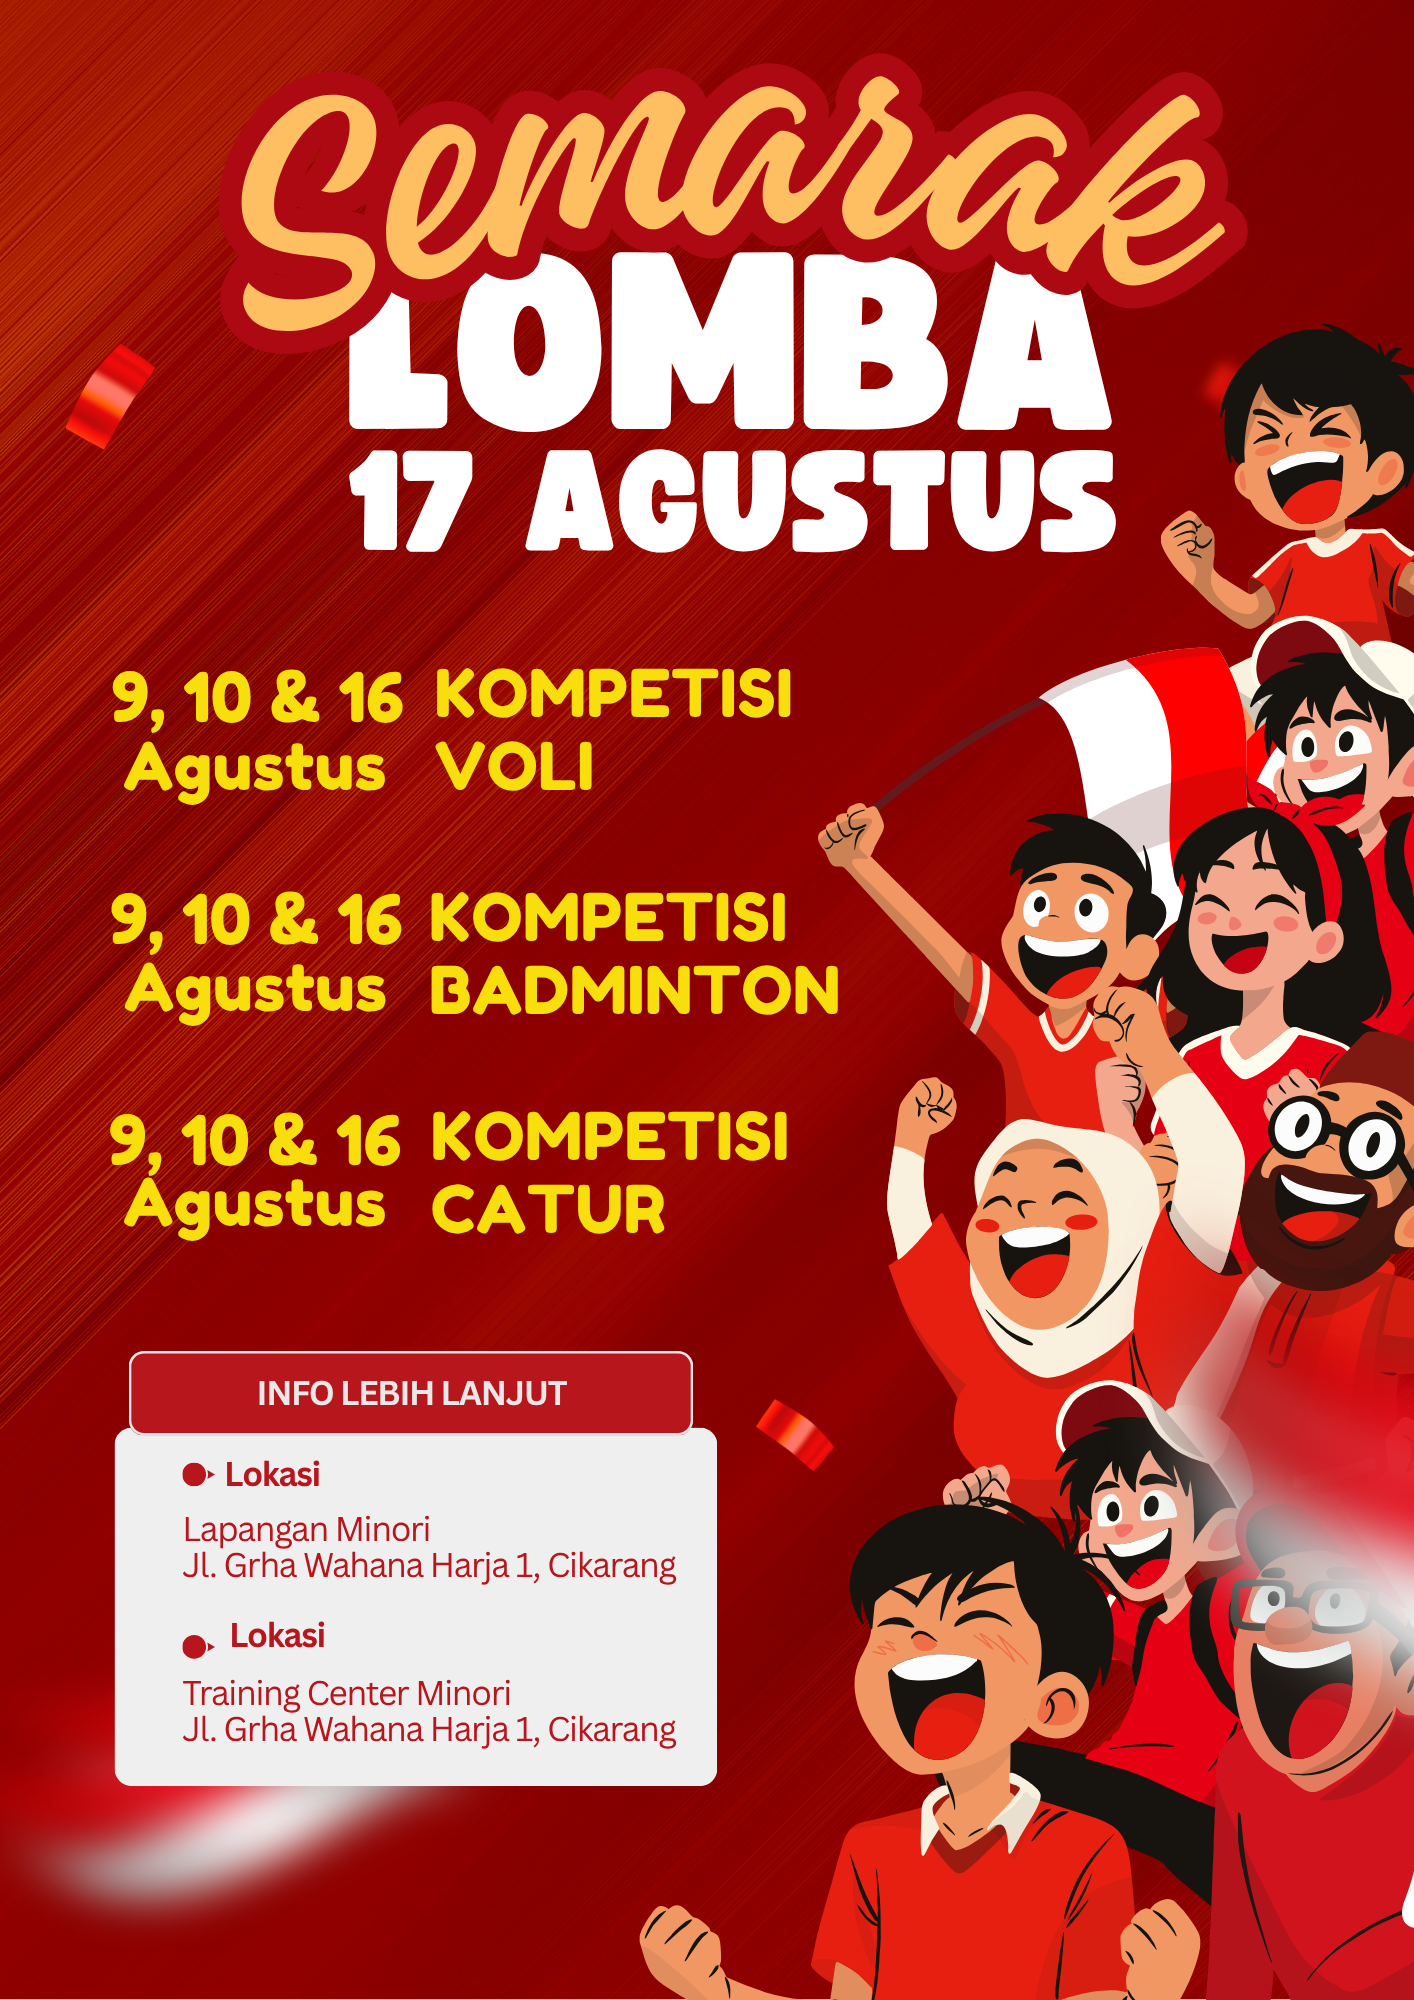 Semarak
LOMBA
17 AGUSTUS
9, 10 & 16
Agustus
KOMPETISI
VOLI
9, 10 & 16
Agustus
KOMPETISI
BADMINTON
9, 10 & 16
Agustus
KOMPETISI
CATUR
INFO LEBIH LANJUT
Lokasi
Lapangan Minori
Jl. Grha Wahana Harja 1, Cikarang
Lokasi
Training Center Minori
Jl. Grha Wahana Harja 1, Cikarang